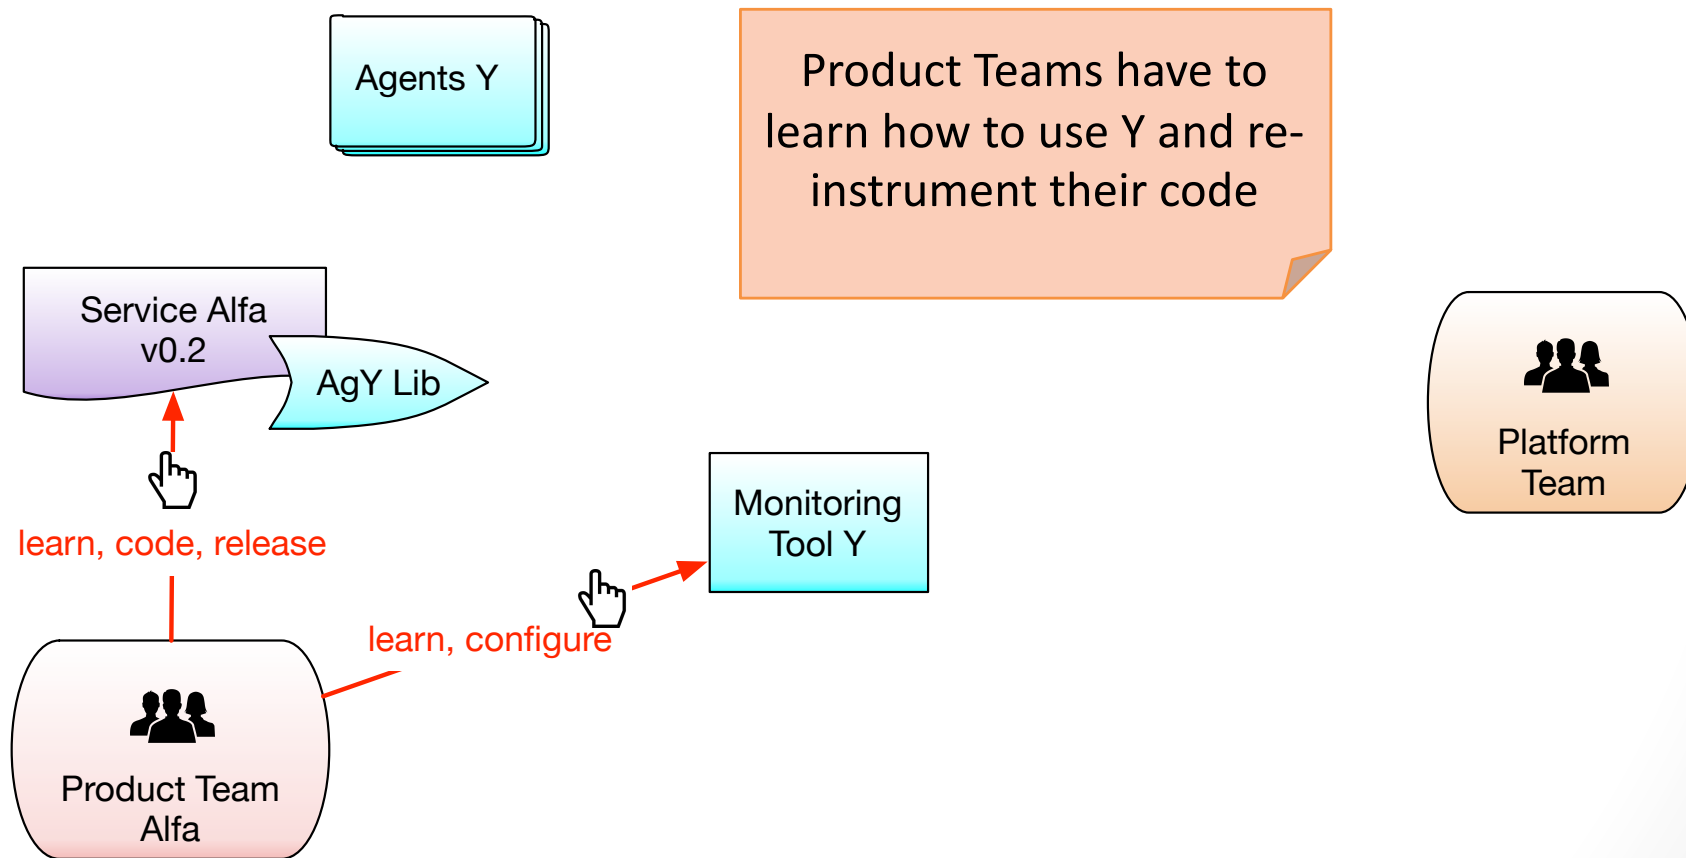 Agents Y
Product Teams have to
learn how to use Y and re-
instrument their code
Service Alfa
v0.2
AgY Lib
Platform
Team
Monitoring
Tool Y
learn, code, release
learn, configure
Product Team
Alfa